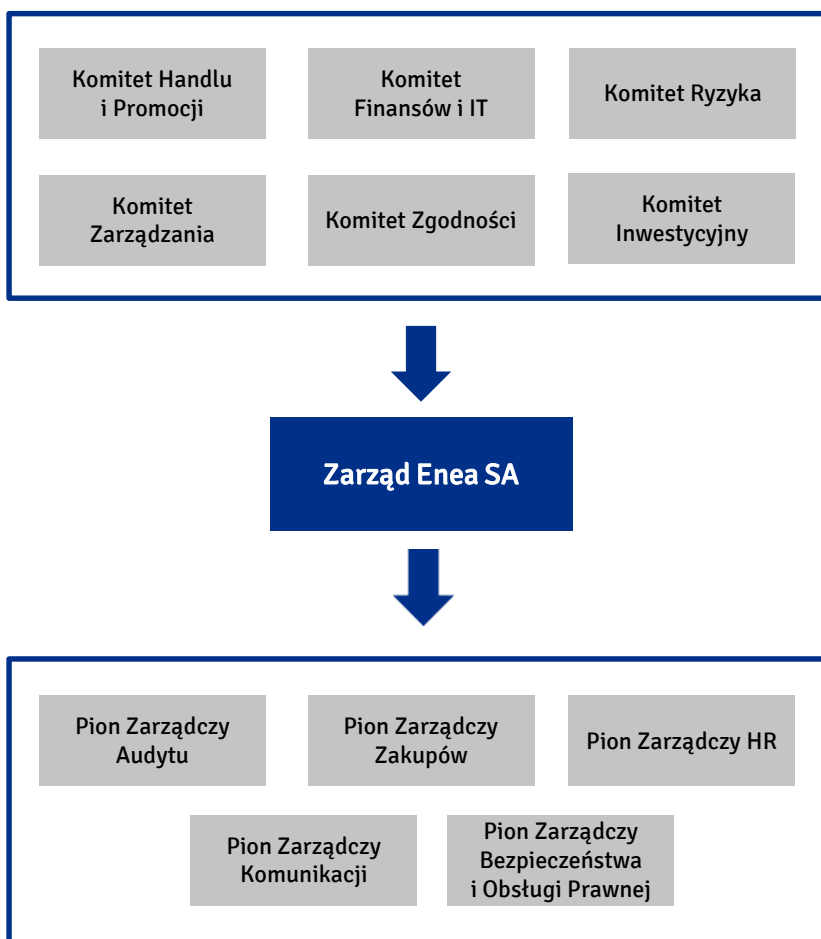 Komitet Handlu
i Promocji
Komitet
Finansów i IT
Komitet Ryzyka
Komitet
Zarządzania
Komitet Zgodności
Komitet
Inwestycyjny
Zarząd Enea SA
Pion Zarządczy
Audytu
Pion Zarządczy
Zakupów
Pion Zarządczy HR
Pion Zarządczy
Komunikacji
Pion Zarządczy
Bezpieczeństwa
i Obsługi Prawnej